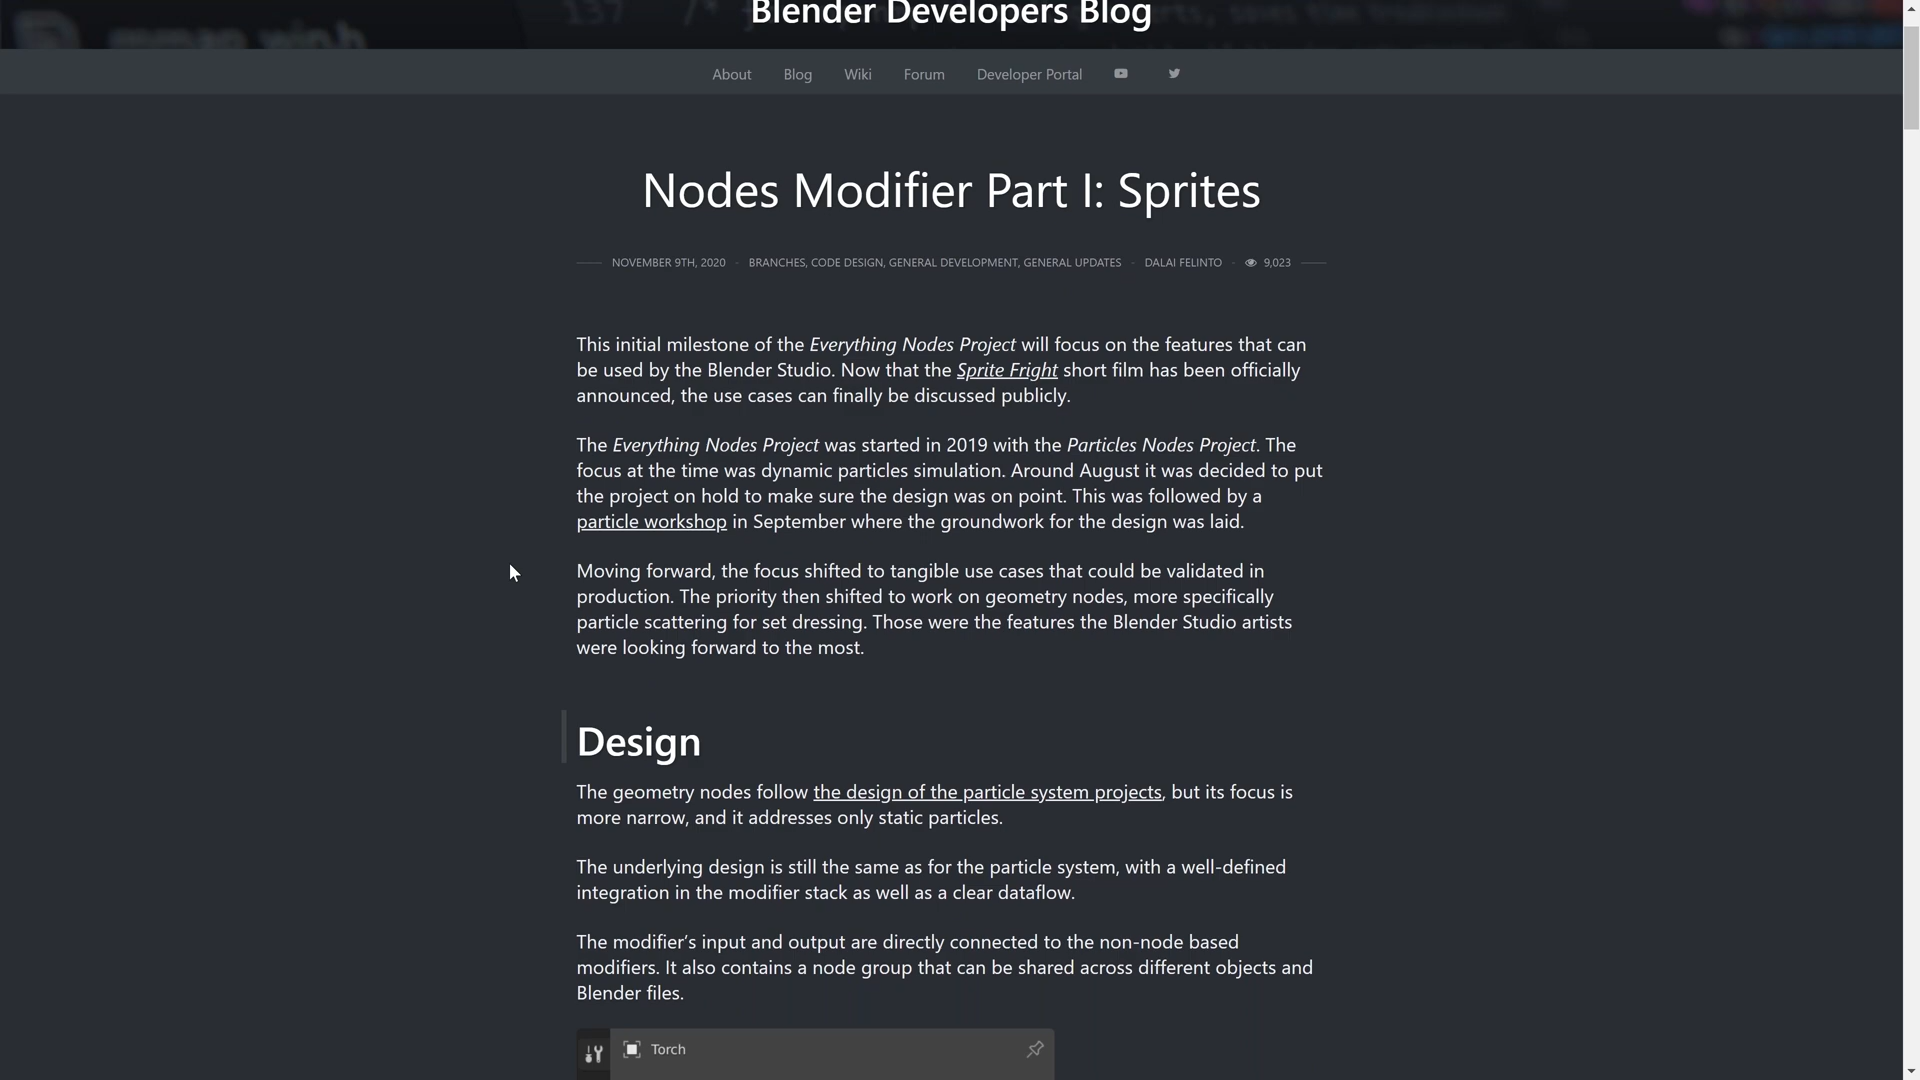 137 /*
Blender Developers Blog
About Blog Wiki Forum Developer Portal
Nodes Modifier Part I: Sprites
NOVEMBER 9TH, 2020 - BRANCHES, CODE DESIGN, GENERAL DEVELOPMENT, GENERAL UPDATES - DALAI FELINTO - 9,023
This initial milestone of the Everything Nodes Project will focus on the features that can
be used by the Blender Studio. Now that the Sprite Fright short film has been officially
announced, the use cases can finally be discussed publicly.
The Everything Nodes Project was started in 2019 with the Particles Nodes Project. The
focus at the time was dynamic particles simulation. Around August it was decided to put
the project on hold to make sure the design was on point. This was followed by a
particle workshop in September where the groundwork for the design was laid.
Moving forward, the focus shifted to tangible use cases that could be validated in
production. The priority then shifted to work on geometry nodes, more specifically
particle scattering for set dressing. Those were the features the Blender Studio artists
were looking forward to the most.
Design
The geometry nodes follow the design of the particle system projects, but its focus is
more narrow, and it addresses only static particles.
The underlying design is still the same as for the particle system, with a well-defined
integration in the modifier stack as well as a clear dataflow.
The modifier’s input and output are directly connected to the non-node based
modifiers. It also contains a node group that can be shared across different objects and
Blender files.
Torch